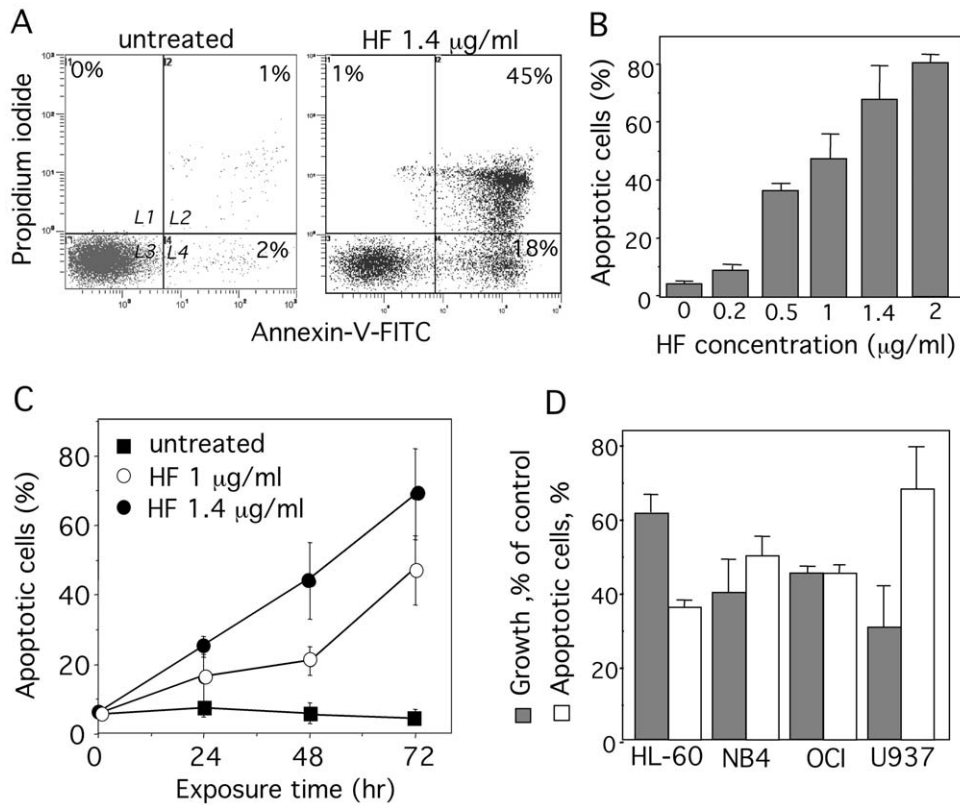 A
untreated
HF 1.4 μg/ml
0%
1%
1%
45%
L1
L2
L3
L4
2%
18%
Propidium iodide
Annexin-V-FITC
B
Apoptotic cells (%)
80
60
40
20
0
0 0.2 0.5 1 1.4 2
HF concentration (μg/ml)
C
untreated
HF 1 μg/ml
HF 1.4 μg/ml
Apoptotic cells (%)
80
60
40
20
0
0 24 48 72
Exposure time (hr)
D
Growth ,% of control
Apoptotic cells, %
80
60
40
20
0
HL-60 NB4 OCI U937